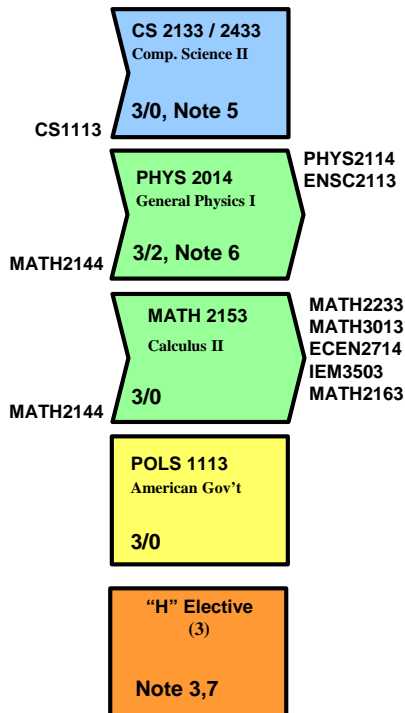 CS 2133 / 2433
Comp. Science II
3/0, Note 5
CS1113
PHYS 2014
General Physics I
3/2, Note 6
PHYS2114
ENSC2113
MATH2144
MATH 2153
Calculus II
3/0
MATH2233
MATH3013
ECEN2714
IEM3503
MATH2163
MATH2144
POLS 1113
American Gov't
3/0
“H” Elective
(3)
Note 3,7